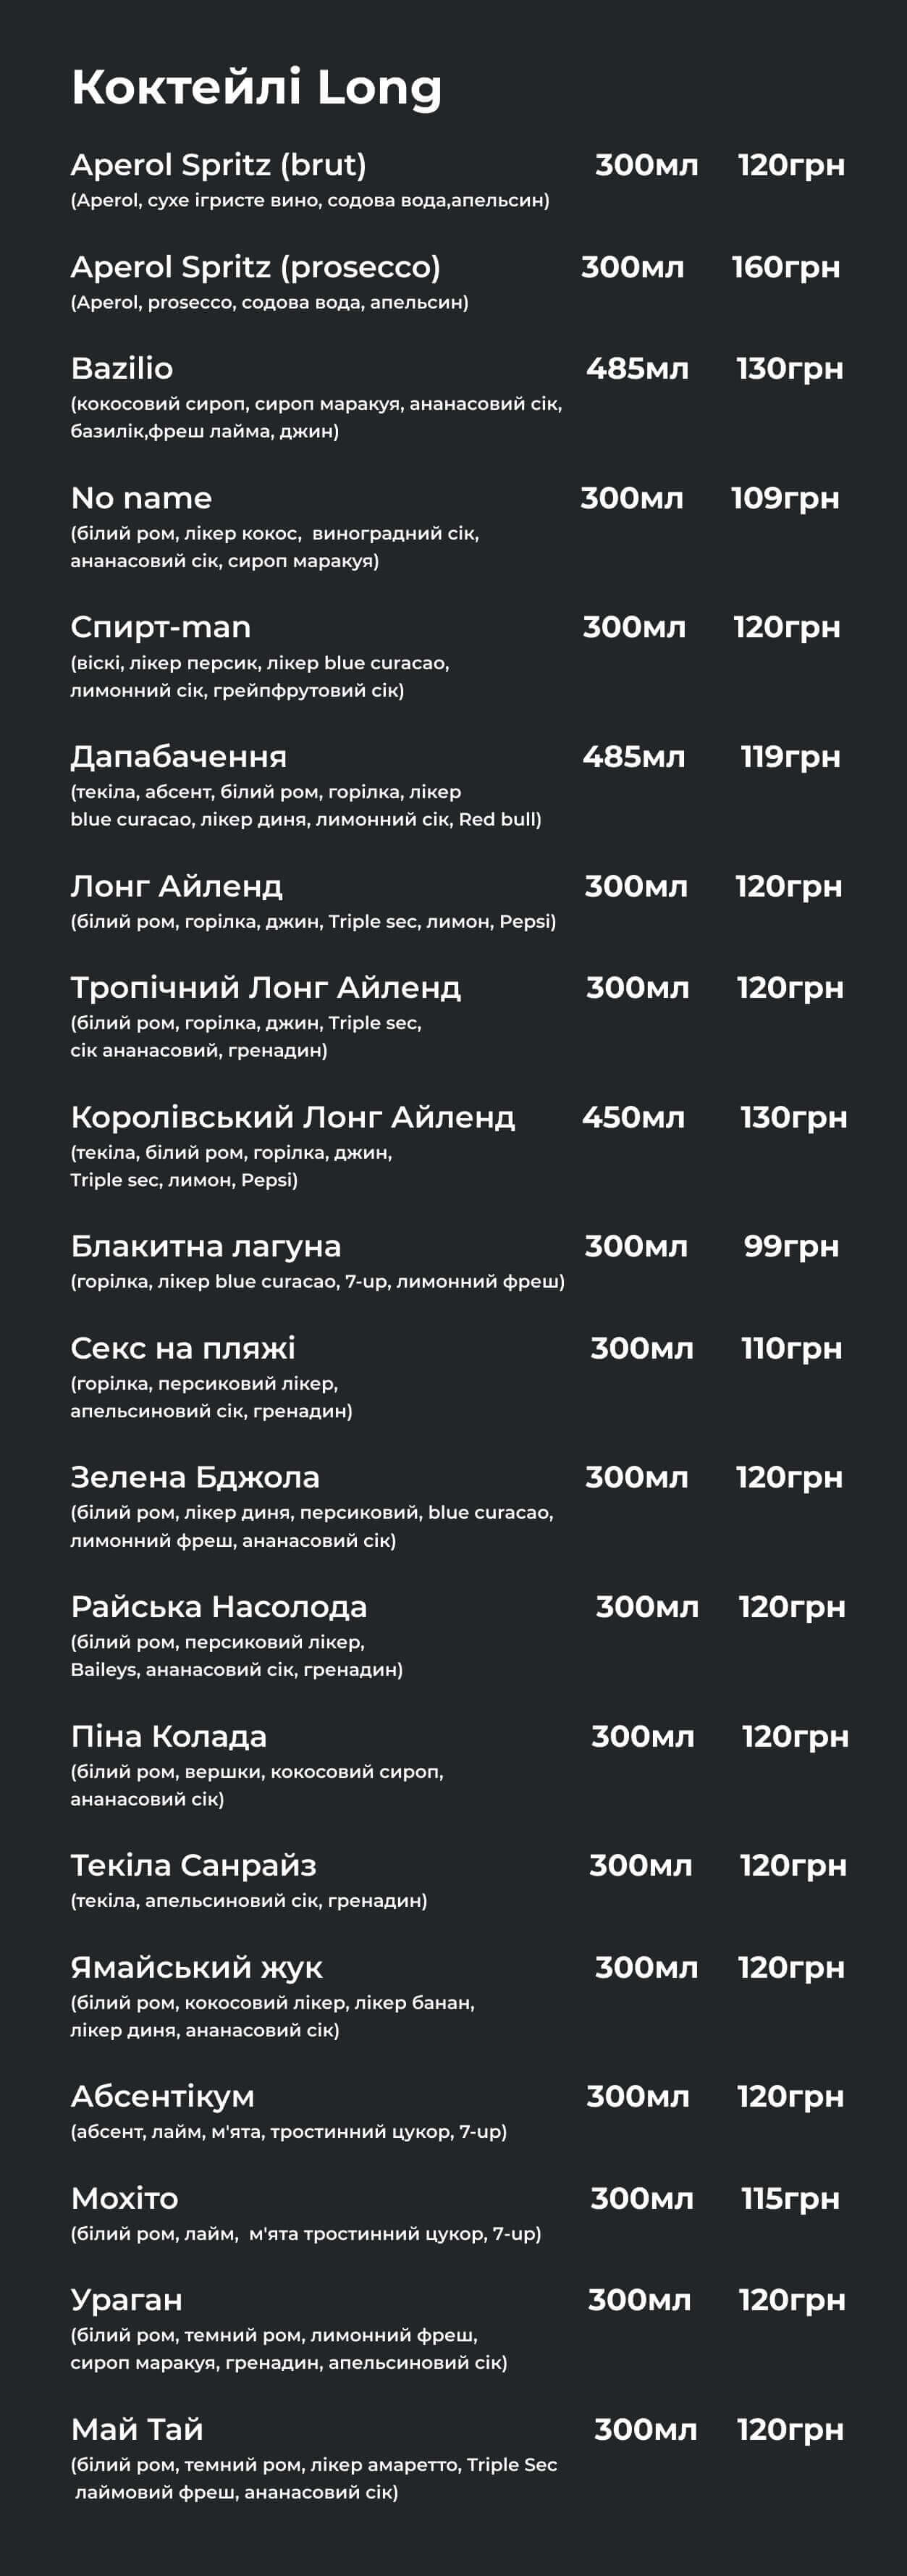 Коктейлі Long
Aperol Spritz (brut) 300мл 120грн
(Aperol, сухе ігристе вино, содова вода,апельсин)
Aperol Spritz (prosecco) 300мл 160грн
(Aperol, prosecco, содова вода, апельсин)
Bazilio 485мл 130грн
(кокосовий сироп, сироп маракуя, ананасовий сік,
базилік,фреш лайма, джин)
No name 300мл 109грн
(білий ром, лікер кокос,  виноградний сік,
ананасовий сік, сироп маракуя)
Спирт-man 300мл 120грн
(віскі, лікер персик, лікер blue curacao,
лимонний сік, грейпфрутовий сік)
Дапабачення 485мл 119грн
(текіла, абсент, білий ром, горілка, лікер
blue curacao, лікер диня, лимонний сік, Red bull)
Лонг Айленд 300мл 120грн
(білий ром, горілка, джин, Triple sec, лимон, Pepsi)
Тропічний Лонг Айленд 300мл 120грн
(білий ром, горілка, джин, Triple sec,
сік ананасовий, гренадин)
Королівський Лонг Айленд 450мл 130грн
(текіла, білий ром, горілка, джин,
Triple sec, лимон, Pepsi)
Блакитна лагуна 300мл 99грн
(горілка, лікер blue curacao, 7-up, лимонний фреш)
Секс на пляжі 300мл 110грн
(горілка, персиковий лікер,
апельсиновий сік, гренадин)
Зелена Бджола 300мл 120грн
(білий ром, лікер диня, персиковий, blue curacao,
лимонний фреш, ананасовий сік)
Райська Насолода 300мл 120грн
(білий ром, персиковий лікер,
Baileys, ананасовий сік, гренадин)
Піна Колада 300мл 120грн
(білий ром, вершки, кокосовий сироп,
ананасовий сік)
Текіла Санрайз 300мл 120грн
(текіла, апельсиновий сік, гренадин)
Ямайський жук 300мл 120грн
(білий ром, кокосовий лікер, лікер банан,
лікер диня, ананасовий сік)
Абсентікум 300мл 120грн
(абсент, лайм, м'ята, тростинний цукор, 7-up)
Мохіто 300мл 115грн
(білий ром, лайм,  м'ята тростинний цукор, 7-up)
Ураган 300мл 120грн
(білий ром, темний ром, лимонний фреш,
сироп маракуя, гренадин, апельсиновий сік)
Май Тай 300мл 120грн
(білий ром, темний ром, лікер амаретто, Triple Sec
лаймовий фреш, ананасовий сік)